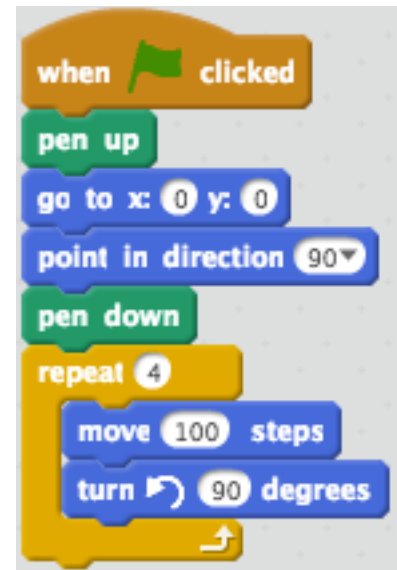 when clicked
pen up
go to x: 0 y: 0
point in direction 90
pen down
repeat 4
move 100 steps
turn 90 degrees